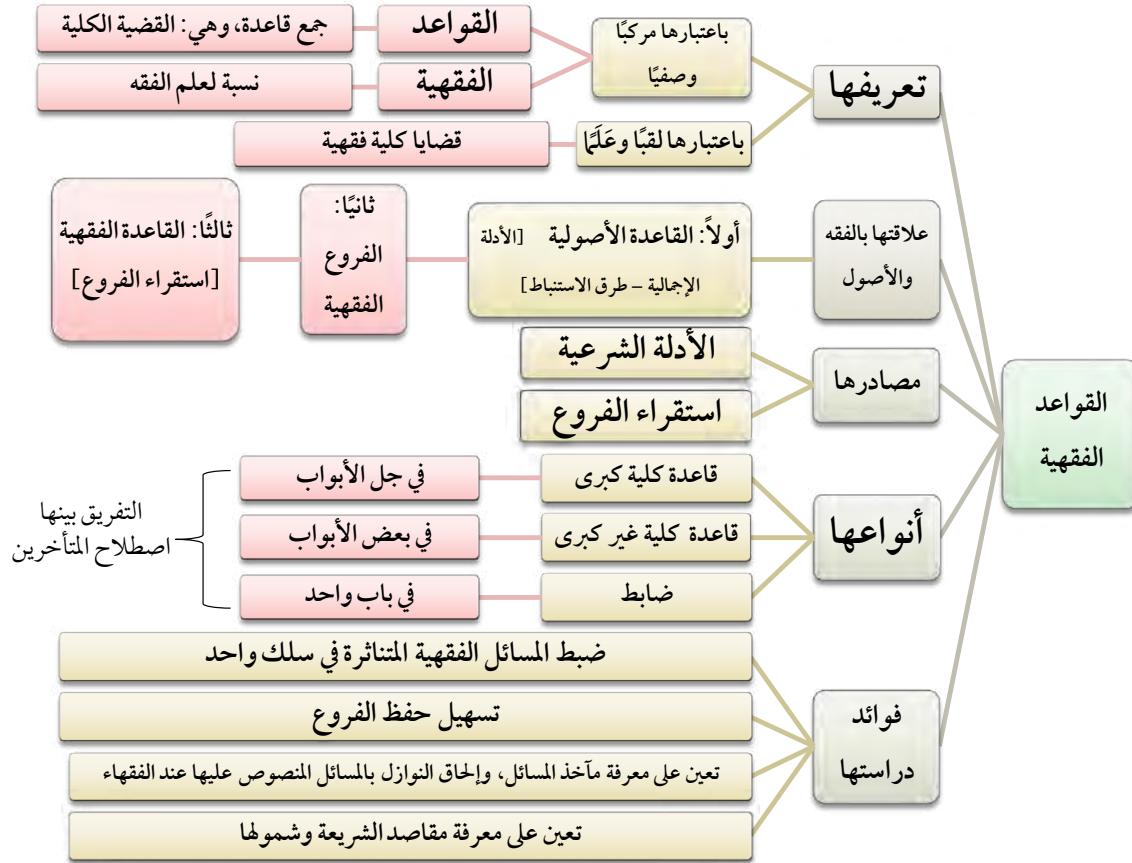 القواعد
الفقهية
تعريفها
باعتبارها مركبًا
وصفيًا
القواعد
جمع قاعدة، وهي: القضية الكلية
الفقهية
نسبة لعلم الفقه
باعتبارها لقبًا وعَلَمًا
قضايا كلية فقهية
علاقتها بالفقه
والأصول
أولاً: القاعدة الأصولية [الأدلة
الإجمالية – طرق الاستنباط]
ثانيًا:
الفروع
الفقهية
ثالثًا: القاعدة الفقهية
[استقراء الفروع]
مصادرها
الأدلة الشرعية
استقراء الفروع
أنواعها
قاعدة كلية كبرى
في جل الأبواب
قاعدة كلية غير كبرى
في بعض الأبواب
ضابط
في باب واحد
التفريق بينها
اصطلاح المتأخرين
فوائد
دراستها
ضبط المسائل الفقهية المتناثرة في سلك واحد
تسهيل حفظ الفروع
تعين على معرفة مآخذ المسائل، وإلحاق النوازل بالمسائل المنصوص عليها عند الفقهاء
تعين على معرفة مقاصد الشريعة وشمولها